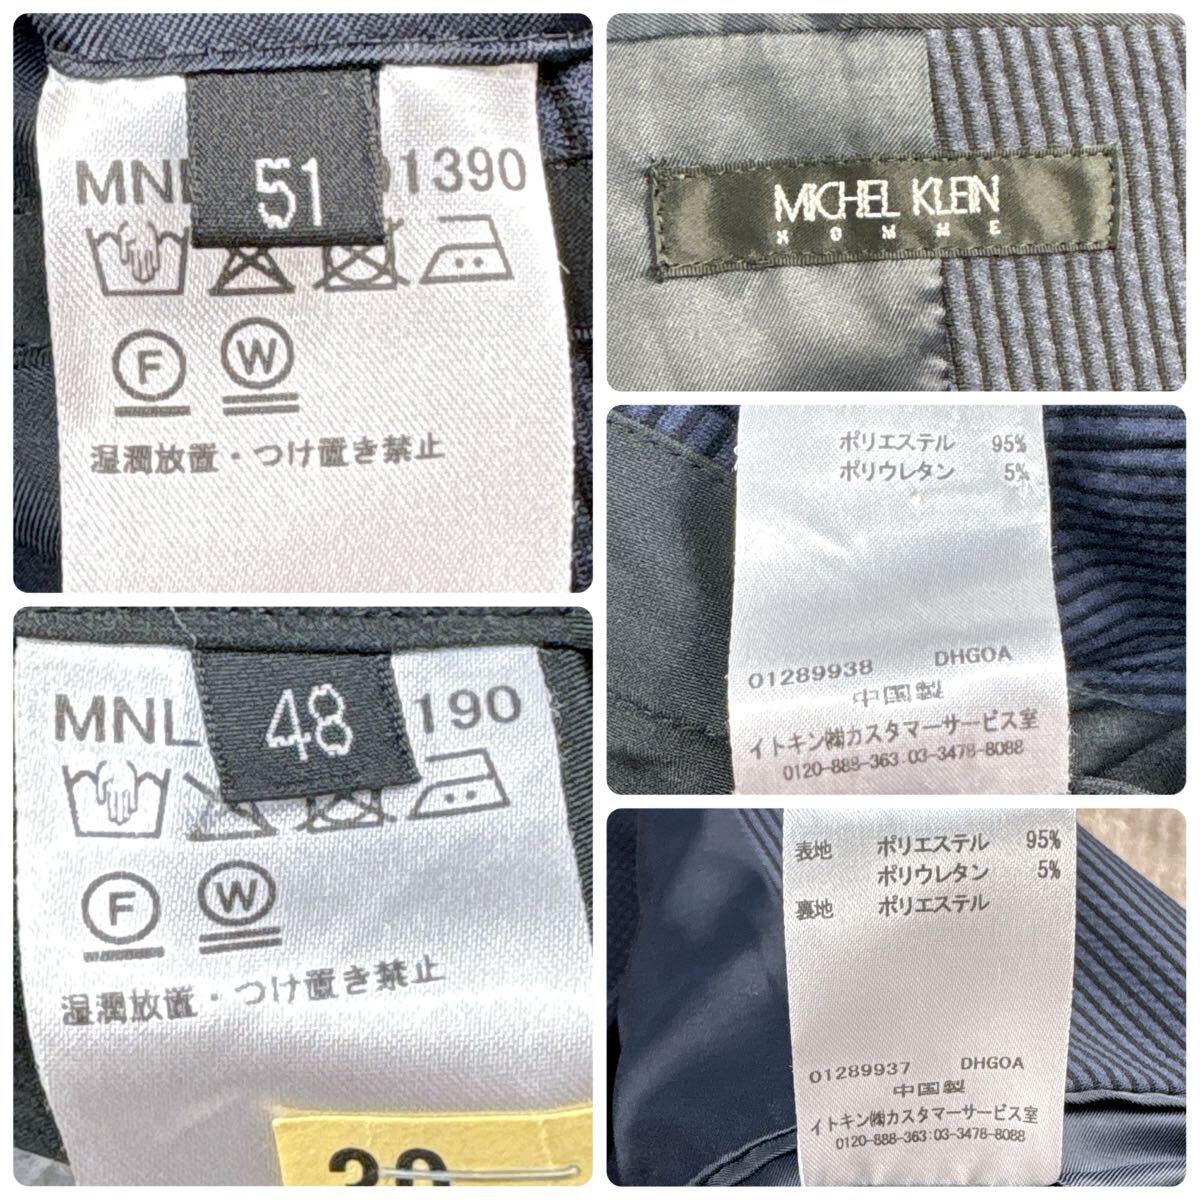 MNL
51
1390
F
W
湿潤放置・つけ置き禁止
MICHEL KLEIN
HOMME
ポリエステル 95%
ポリウレタン 5%
01289938 DHGOA
中国製
イトキン㈱カスタマーサービス室
0120-888-363 03-3478-8088
MNL
48
190
F
W
湿潤放置・つけ置き禁止
表地 ポリエステル 95%
ポリウレタン 5%
裏地 ポリエステル
01289937 DHGOA
中国製
イトキン㈱カスタマーサービス室
0120-888-363 03-3478-8088